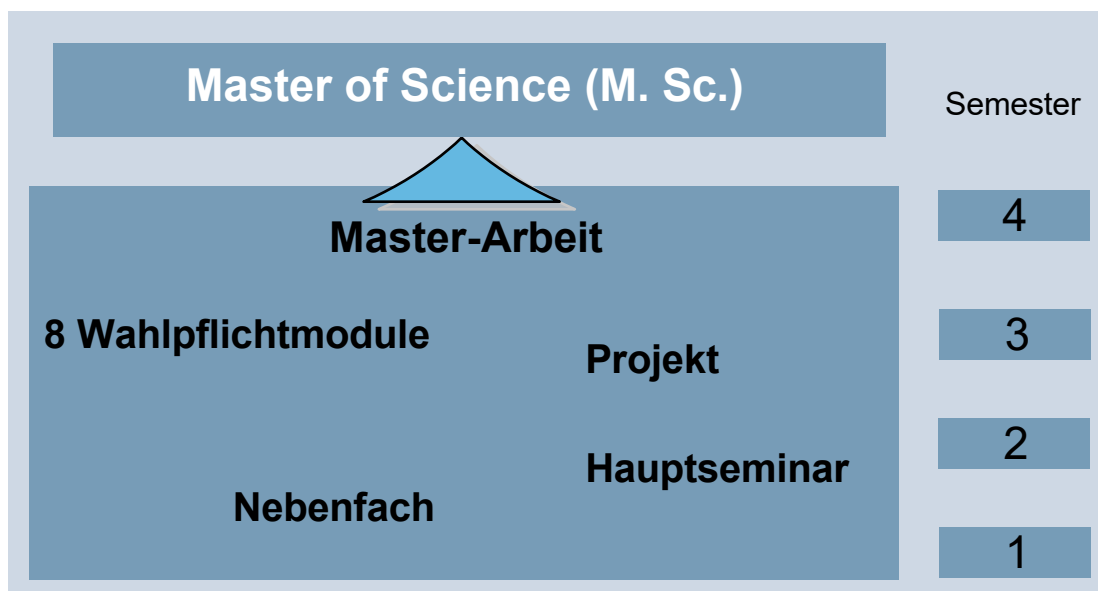 Master of Science (M. Sc.)
Semester
4
Master-Arbeit
8 Wahlpflichtmodule
3
Projekt
2
Hauptseminar
Nebenfach
1